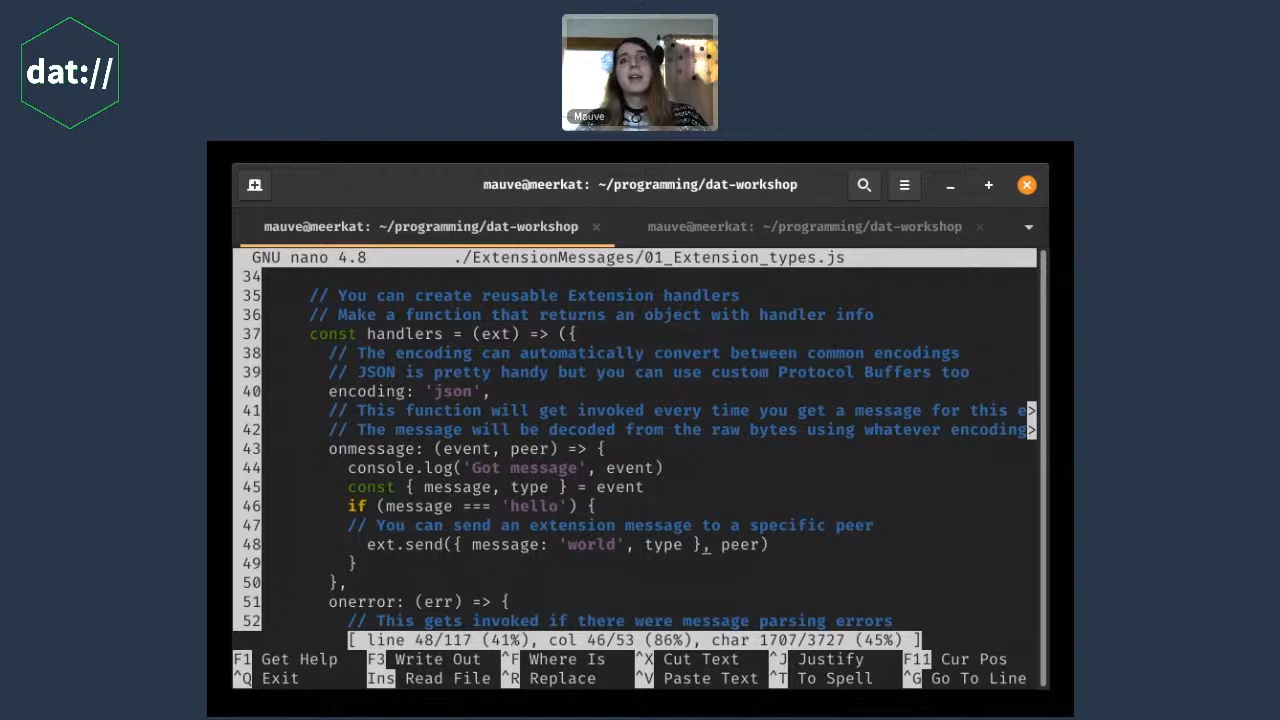 dat://
Mauve
mauve@meerkat: ~/programming/dat-workshop
mauve@meerkat: ~/programming/dat-workshop × mauve@meerkat: ~/programming/dat-workshop ×
GNU nano 4.8 ./ExtensionMessages/01_Extension_types.js
34
35 // You can create reusable Extension handlers
36 // Make a function that returns an object with handler info
37 const handlers = (ext) => ({
38 // The encoding can automatically convert between common encodings
39 // JSON is pretty handy but you can use custom Protocol Buffers too
40 encoding: 'json',
41 // This function will get invoked every time you get a message for this e>
42 // The message will be decoded from the raw bytes using whatever encoding>
43 onmessage: (event, peer) => {
44 console.log('Got message', event)
45 const { message, type } = event
46 if (message === 'hello') {
47 // You can send an extension message to a specific peer
48 ext.send({ message: 'world', type }, peer)
49 }
50 },
51 onerror: (err) => {
52 // This gets invoked if there were message parsing errors
[ line 48/117 (41%), col 46/53 (86%), char 1707/3727 (45%) ]
F1 Get Help F3 Write Out ^F Where Is ^X Cut Text ^J Justify F11 Cur Pos
^Q Exit Ins Read File ^R Replace ^V Paste Text ^T To Spell ^G Go To Line